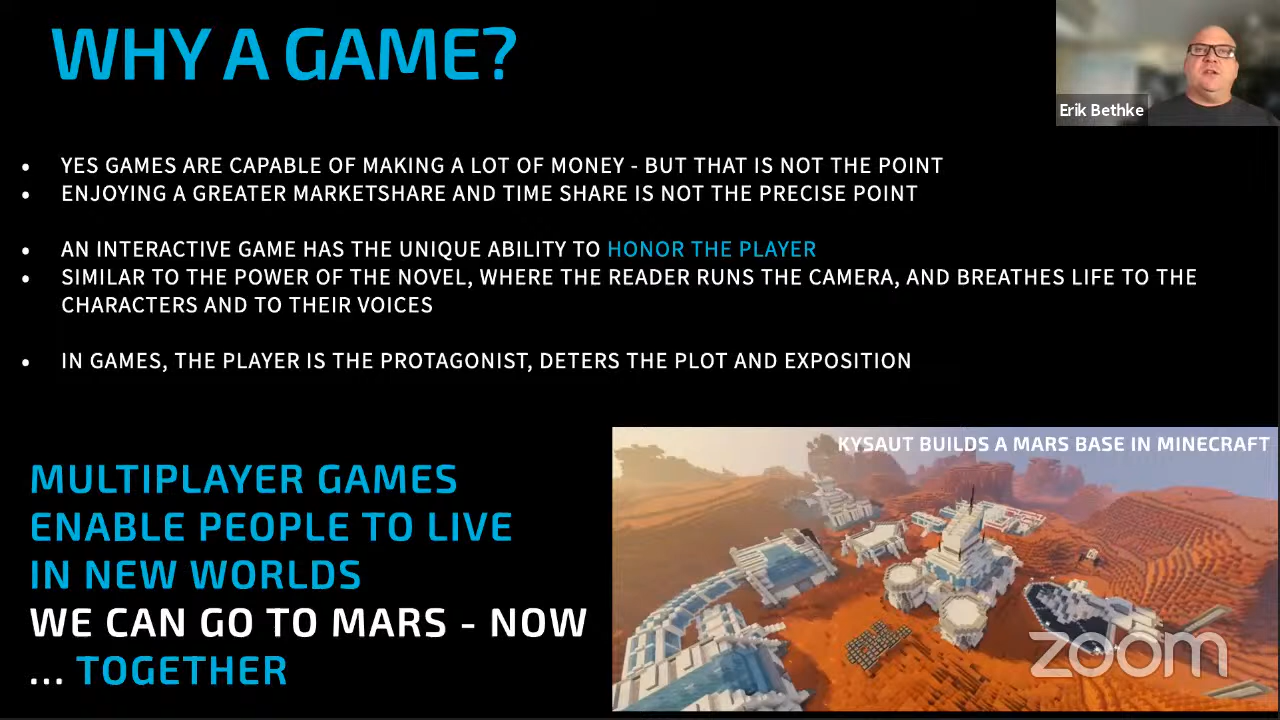 WHY A GAME?
Erik Bethke
• YES GAMES ARE CAPABLE OF MAKING A LOT OF MONEY - BUT THAT IS NOT THE POINT
• ENJOYING A GREATER MARKETSHARE AND TIME SHARE IS NOT THE PRECISE POINT
• AN INTERACTIVE GAME HAS THE UNIQUE ABILITY TO HONOR THE PLAYER
• SIMILAR TO THE POWER OF THE NOVEL, WHERE THE READER RUNS THE CAMERA, AND BREATHES LIFE TO THE
CHARACTERS AND TO THEIR VOICES
• IN GAMES, THE PLAYER IS THE PROTAGONIST, DETERS THE PLOT AND EXPOSITION
KYSAUT BUILDS A MARS BASE IN MINECRAFT
MULTIPLAYER GAMES
ENABLE PEOPLE TO LIVE
IN NEW WORLDS
WE CAN GO TO MARS - NOW
... TOGETHER
zoom